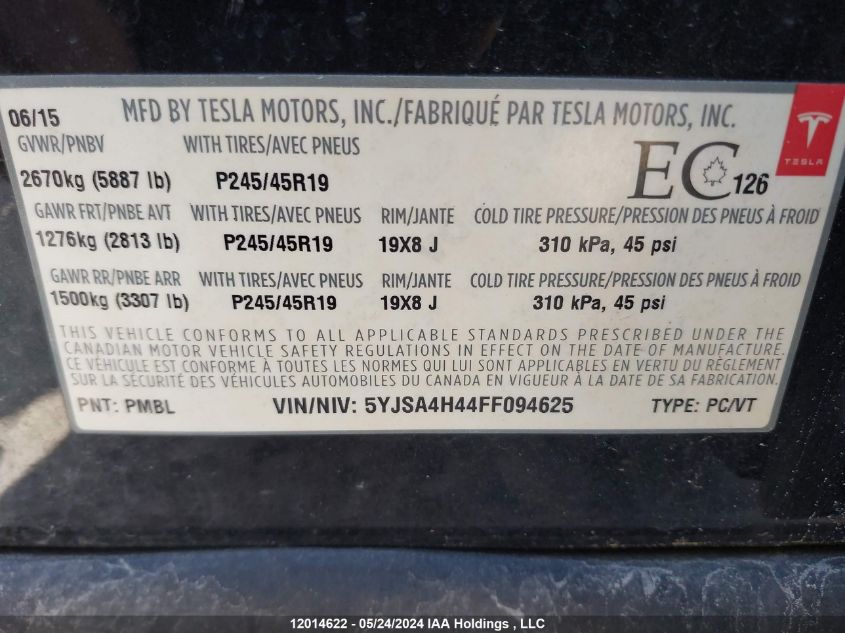 06/15 MFD BY TESLA MOTORS, INC./FABRIQUÉ PAR TESLA MOTORS, INC.
GVWR/PNBV WITH TIRES/AVEC PNEUS
TESLA
2670kg (5887 lb) P245/45R19 EC 126
GAWR FRT/PNBE AVT WITH TIRES/AVEC PNEUS RIM/JANTE COLD TIRE PRESSURE/PRESSION DES PNEUS À FROID
1276kg (2813 lb) P245/45R19 19X8 J 310 kPa, 45 psi
GAWR RR/PNBE ARR WITH TIRES/AVEC PNEUS RIM/JANTE COLD TIRE PRESSURE/PRESSION DES PNEUS À FROID
1500kg (3307 lb) P245/45R19 19X8 J 310 kPa, 45 psi
THIS VEHICLE CONFORMS TO ALL APPLICABLE STANDARDS PRESCRIBED UNDER THE
CANADIAN MOTOR VEHICLE SAFETY REGULATIONS IN EFFECT ON THE DATE OF MANUFACTURE.
CE VÉHICULE EST CONFORME À TOUTES LES NORMES QUI LUI SONT APPLICABLES EN VERTU DU RÉGLEMENT
SUR LA SÉCURITÉ DES VÉHICULES AUTOMOBILES DU CANADA EN VIGUEUR À LA DATE DE SA FABRICATION.
PNT: PMBL VIN/NIV: 5YJSA4H44FF094625 TYPE: PC/VT
12014622 - 05/24/2024 IAA Holdings , LLC